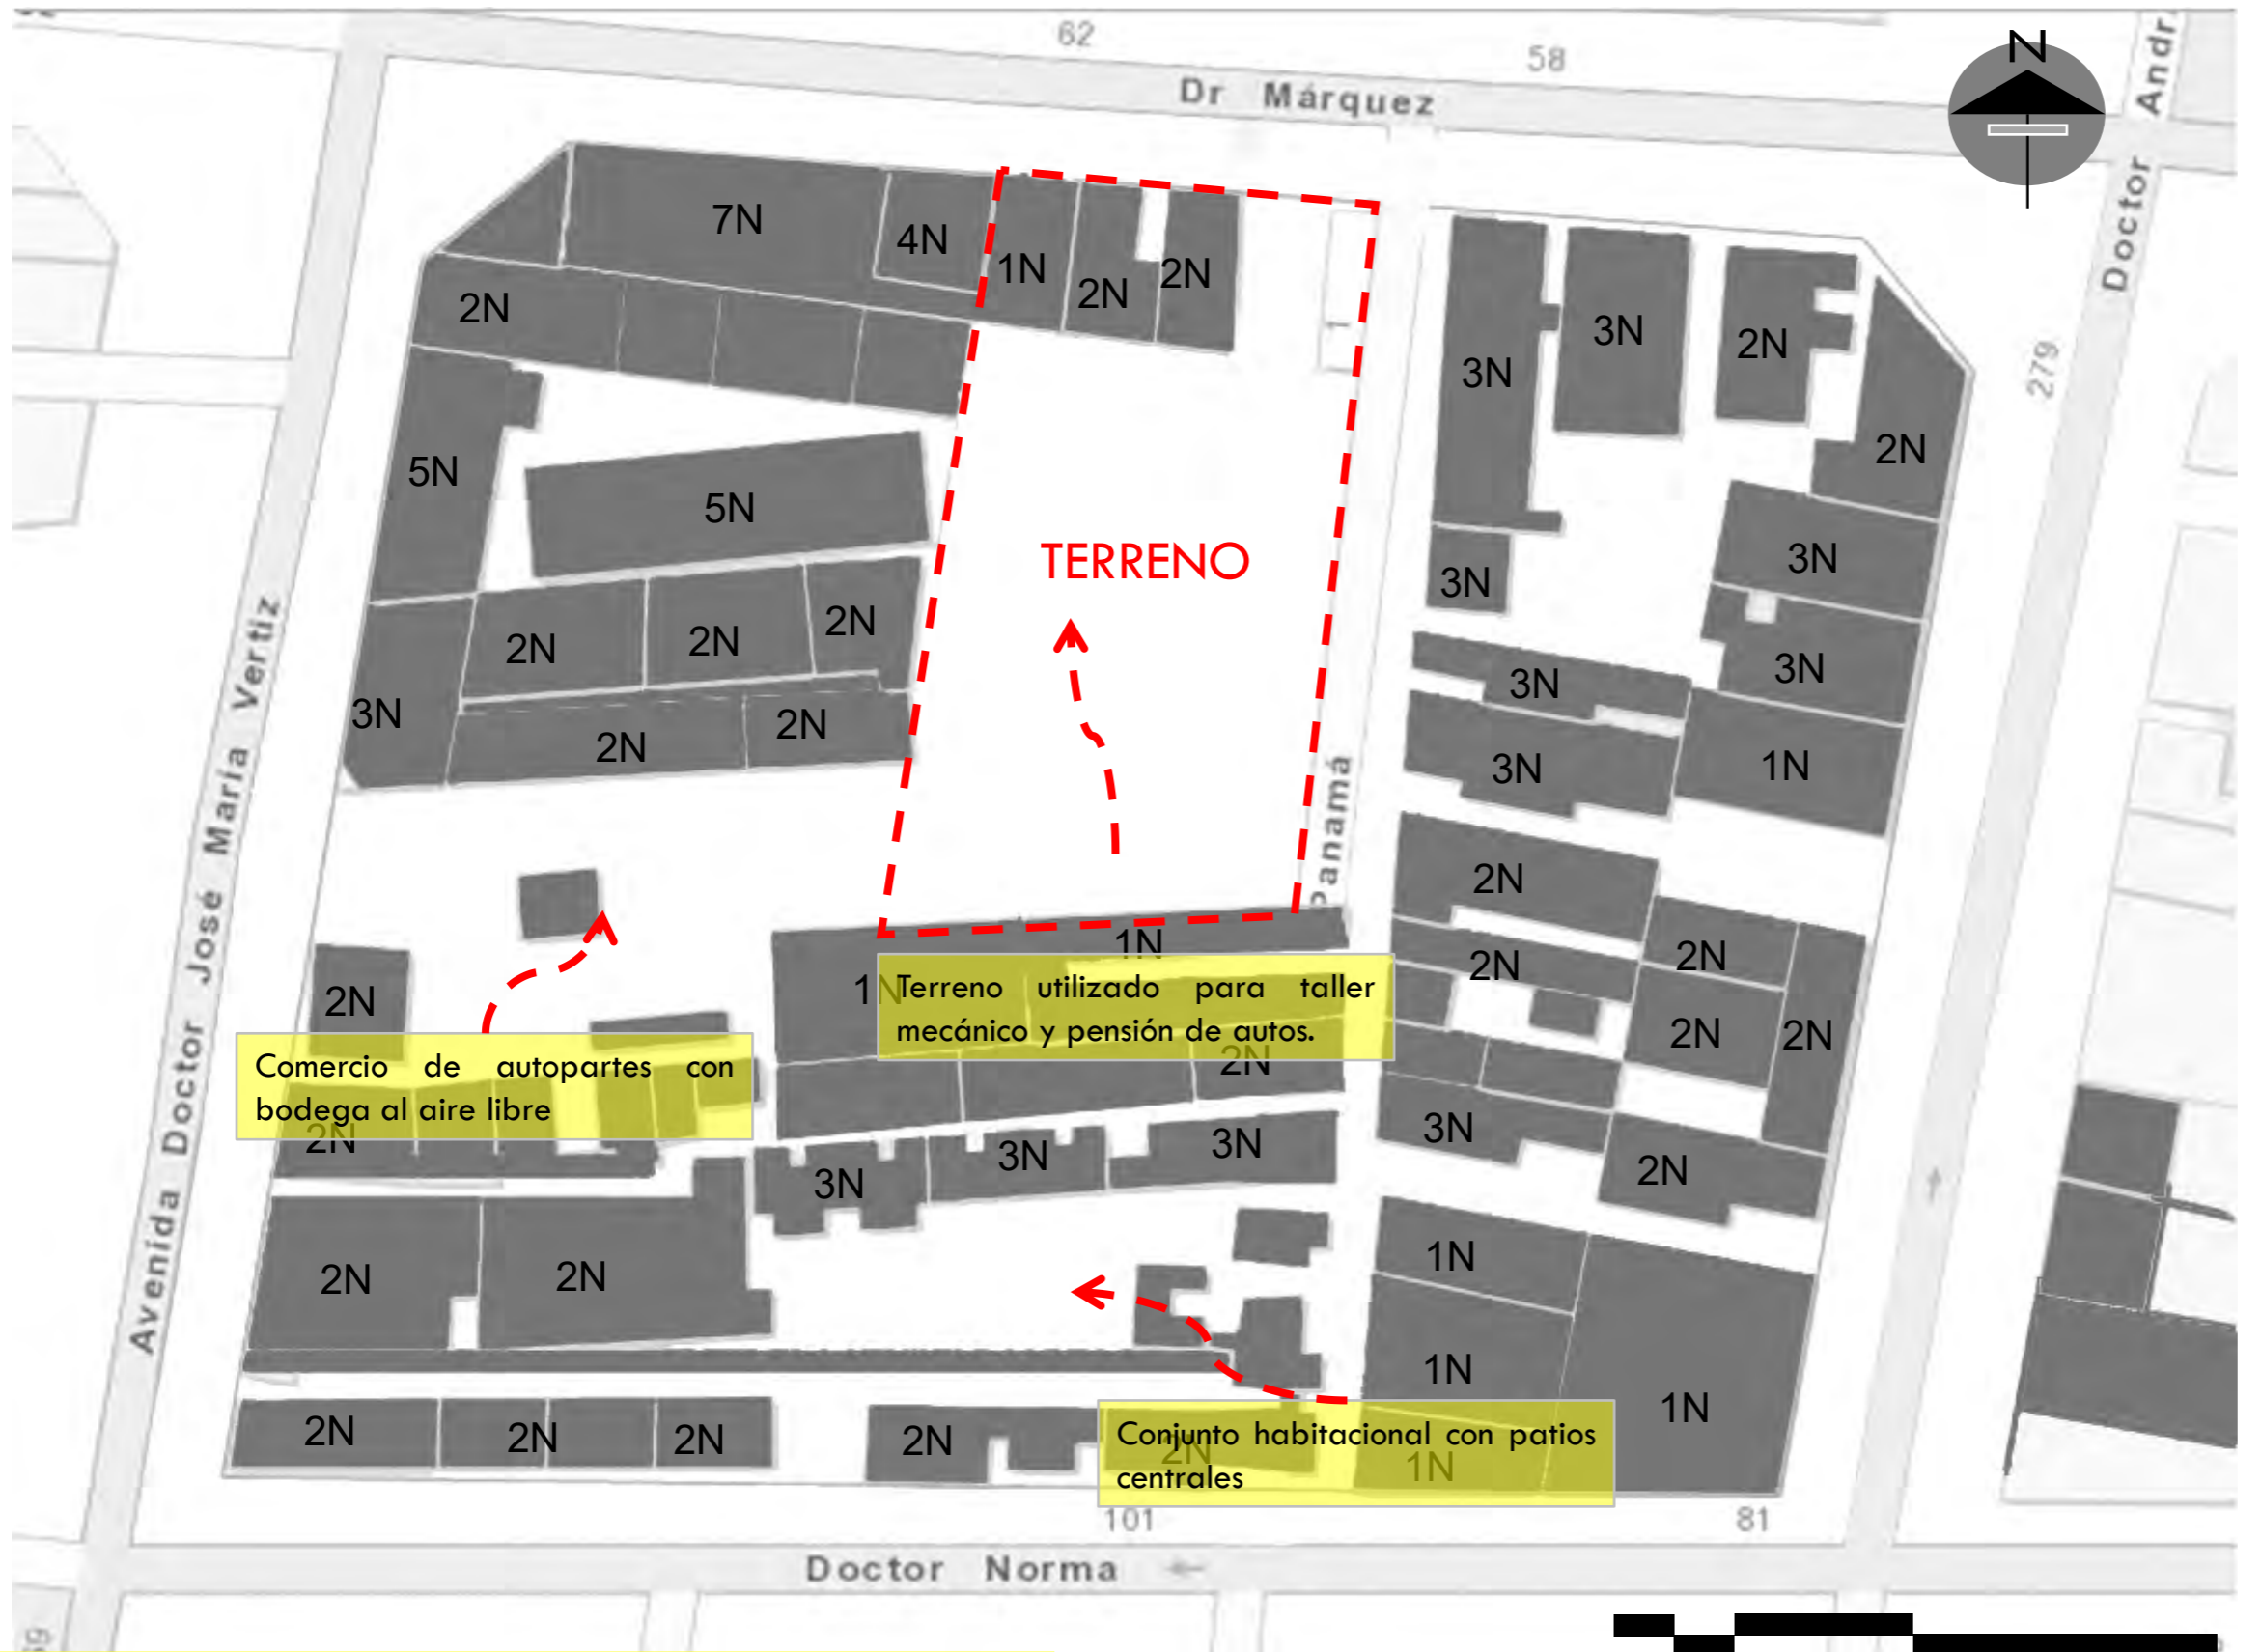 62
58
Dr Márquez
N
Doctor Andr
279
7N
4N
1N
2N
2N
2N
3N
3N
2N
2N
5N
5N
TERRENO
3N
3N
2N
2N
2N
3N
3N
3N
2N
2N
3N
1N
Avenida Doctor José María Vertiz
Panamá
2N
1N
2N
2N
2N
1N
Terreno utilizado para taller
mecánico y pensión de autos.
2N
2N
2N
Comercio de autopartes con
bodega al aire libre
2N
3N
3N
3N
3N
2N
2N
2N
1N
1N
1N
2N
2N
2N
2N
Conjunto habitacional con patios
centrales
2N
1N
101
81
Doctor Norma